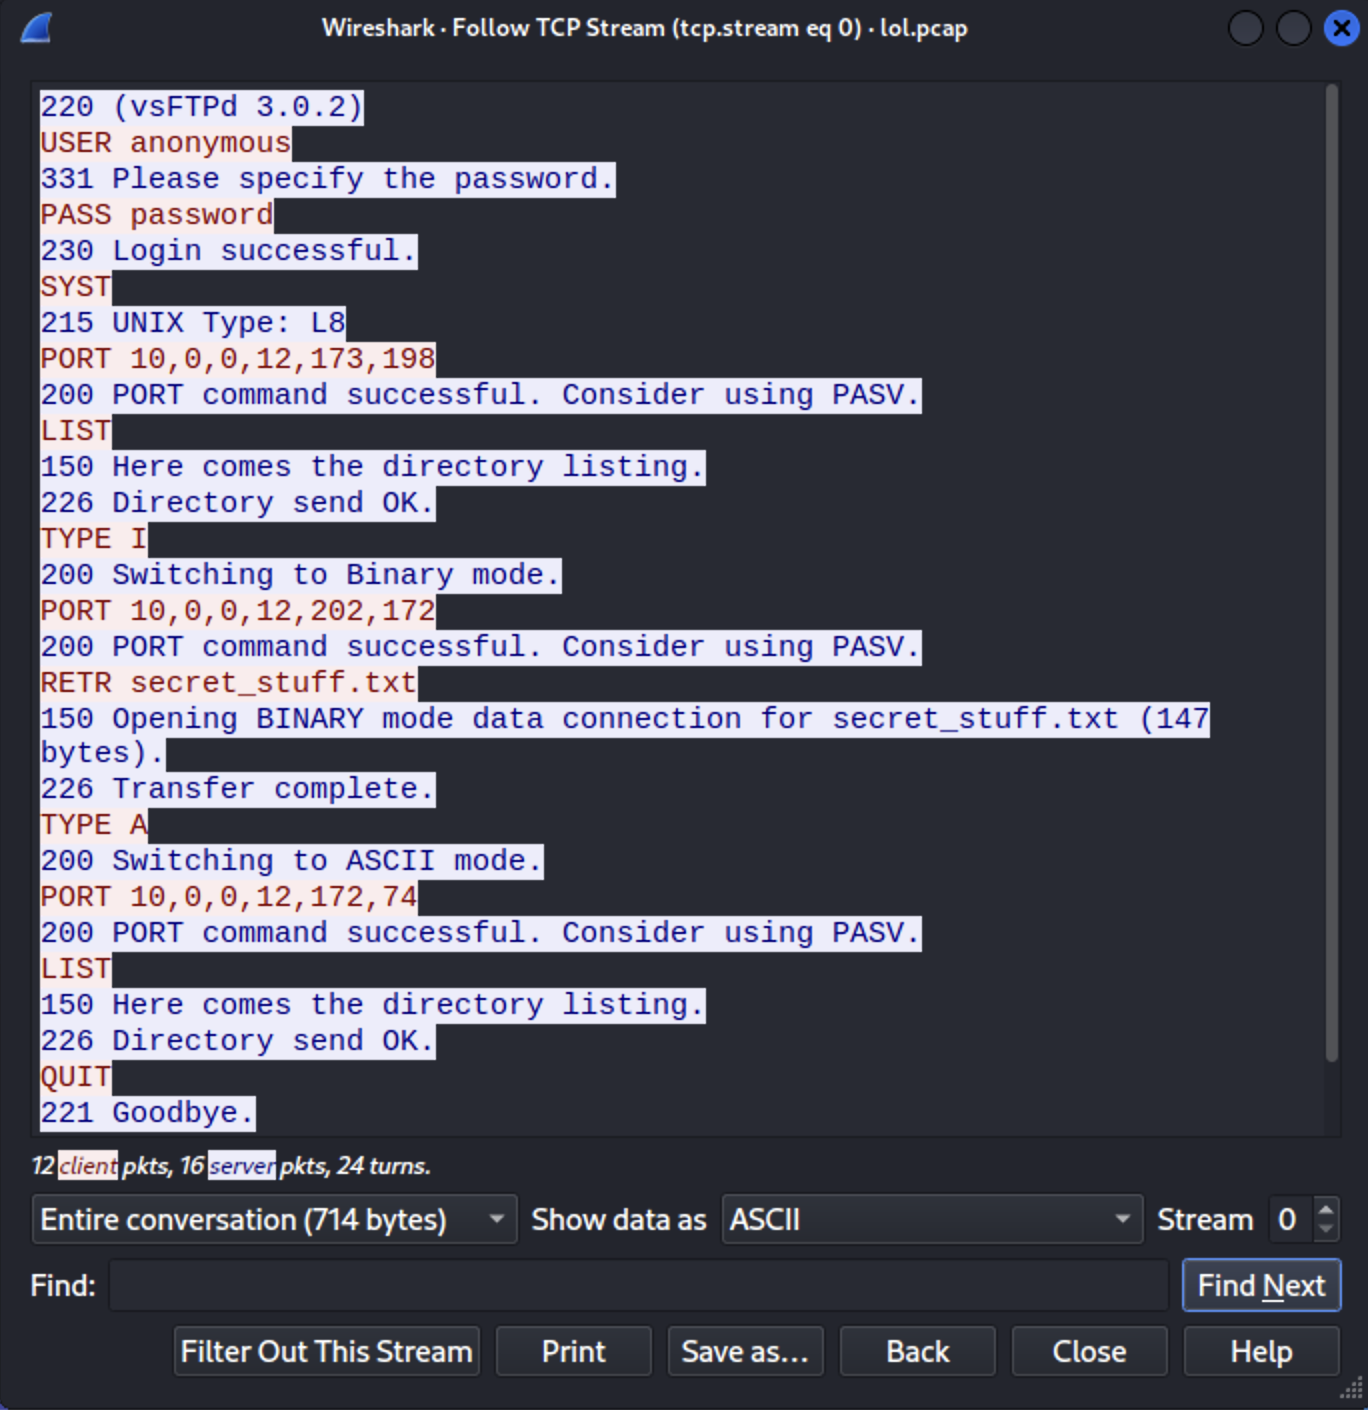 Wireshark · Follow TCP Stream (tcp.stream eq 0) · lol.pcap
220 (vsFTPd 3.0.2)
USER anonymous
331 Please specify the password.
PASS password
230 Login successful.
SYST
215 UNIX Type: L8
PORT 10,0,0,12,173,198
200 PORT command successful. Consider using PASV.
LIST
150 Here comes the directory listing.
226 Directory send OK.
TYPE I
200 Switching to Binary mode.
PORT 10,0,0,12,202,172
200 PORT command successful. Consider using PASV.
RETR secret_stuff.txt
150 Opening BINARY mode data connection for secret_stuff.txt (147
bytes).
226 Transfer complete.
TYPE A
200 Switching to ASCII mode.
PORT 10,0,0,12,172,74
200 PORT command successful. Consider using PASV.
LIST
150 Here comes the directory listing.
226 Directory send OK.
QUIT
221 Goodbye.
12 client pkts, 16 server pkts, 24 turns.
Entire conversation (714 bytes) Show data as ASCII Stream 0
Find: Find Next
Filter Out This Stream Print Save as... Back Close Help